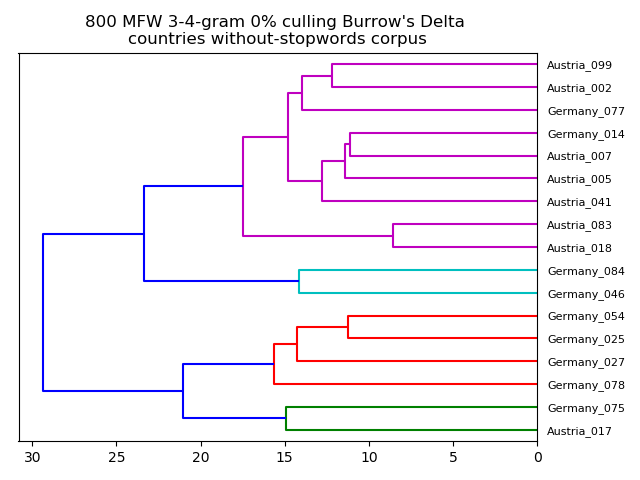 800 MFW 3-4-gram 0% culling Burrow's Delta
countries without-stopwords corpus
Austria_099
Austria_002
Germany_077
Germany_014
Austria_007
Austria_005
Austria_041
Austria_083
Austria_018
Germany_084
Germany_046
Germany_054
Germany_025
Germany_027
Germany_078
Germany_075
Austria_017
30 25 20 15 10 5 0